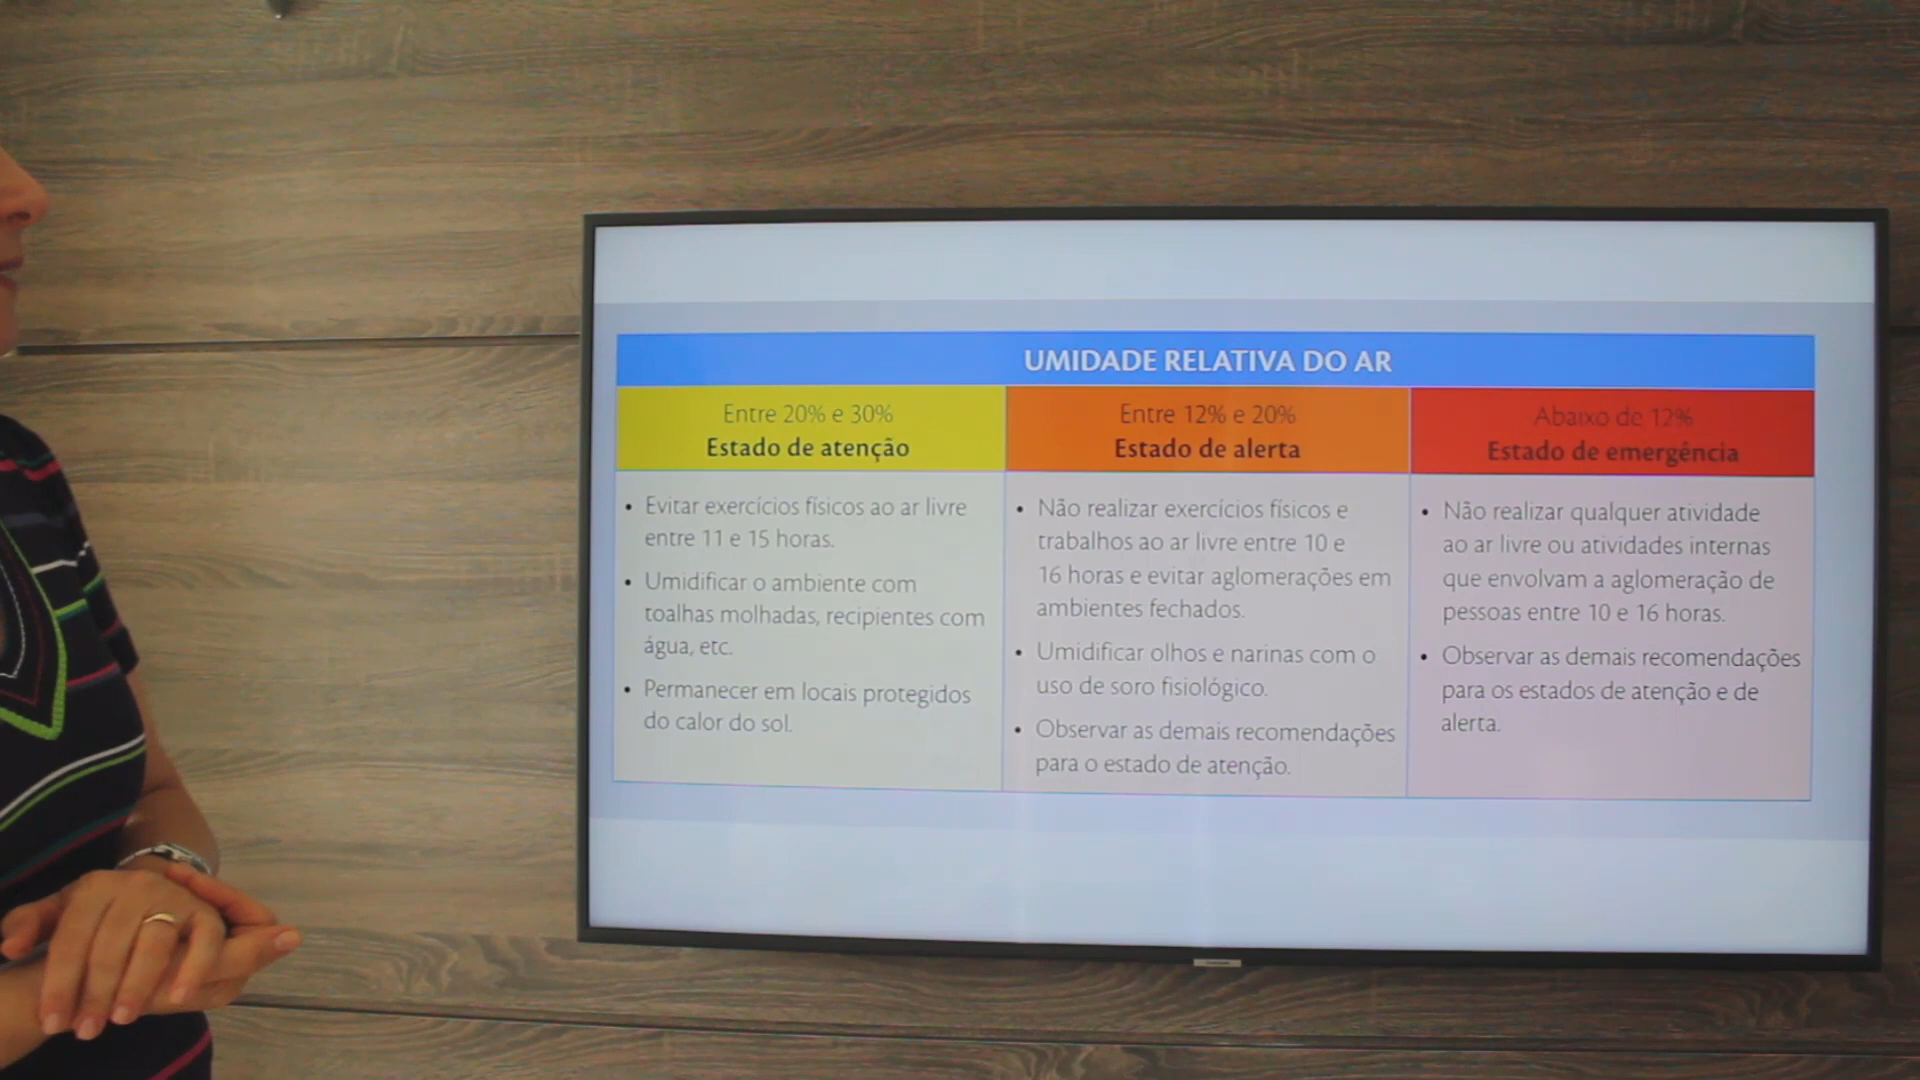 UMIDADE RELATIVA DO AR
Entre 20% e 30%
Estado de atenção
• Evitar exercícios físicos ao ar livre
entre 11 e 15 horas.
• Umidificar o ambiente com
toalhas molhadas, recipientes com
água, etc.
• Permanecer em locais protegidos
do calor do sol.
Entre 12% e 20%
Estado de alerta
• Não realizar exercícios físicos e
trabalhos ao ar livre entre 10 e
16 horas e evitar aglomerações em
ambientes fechados.
• Umidificar olhos e narinas com o
uso de soro fisiológico.
• Observar as demais recomendações
para o estado de atenção.
Abaixo de 12%
Estado de emergência
• Não realizar qualquer atividade
ao ar livre ou atividades internas
que envolvam a aglomeração de
pessoas entre 10 e 16 horas.
• Observar as demais recomendações
para os estados de atenção e de
alerta.